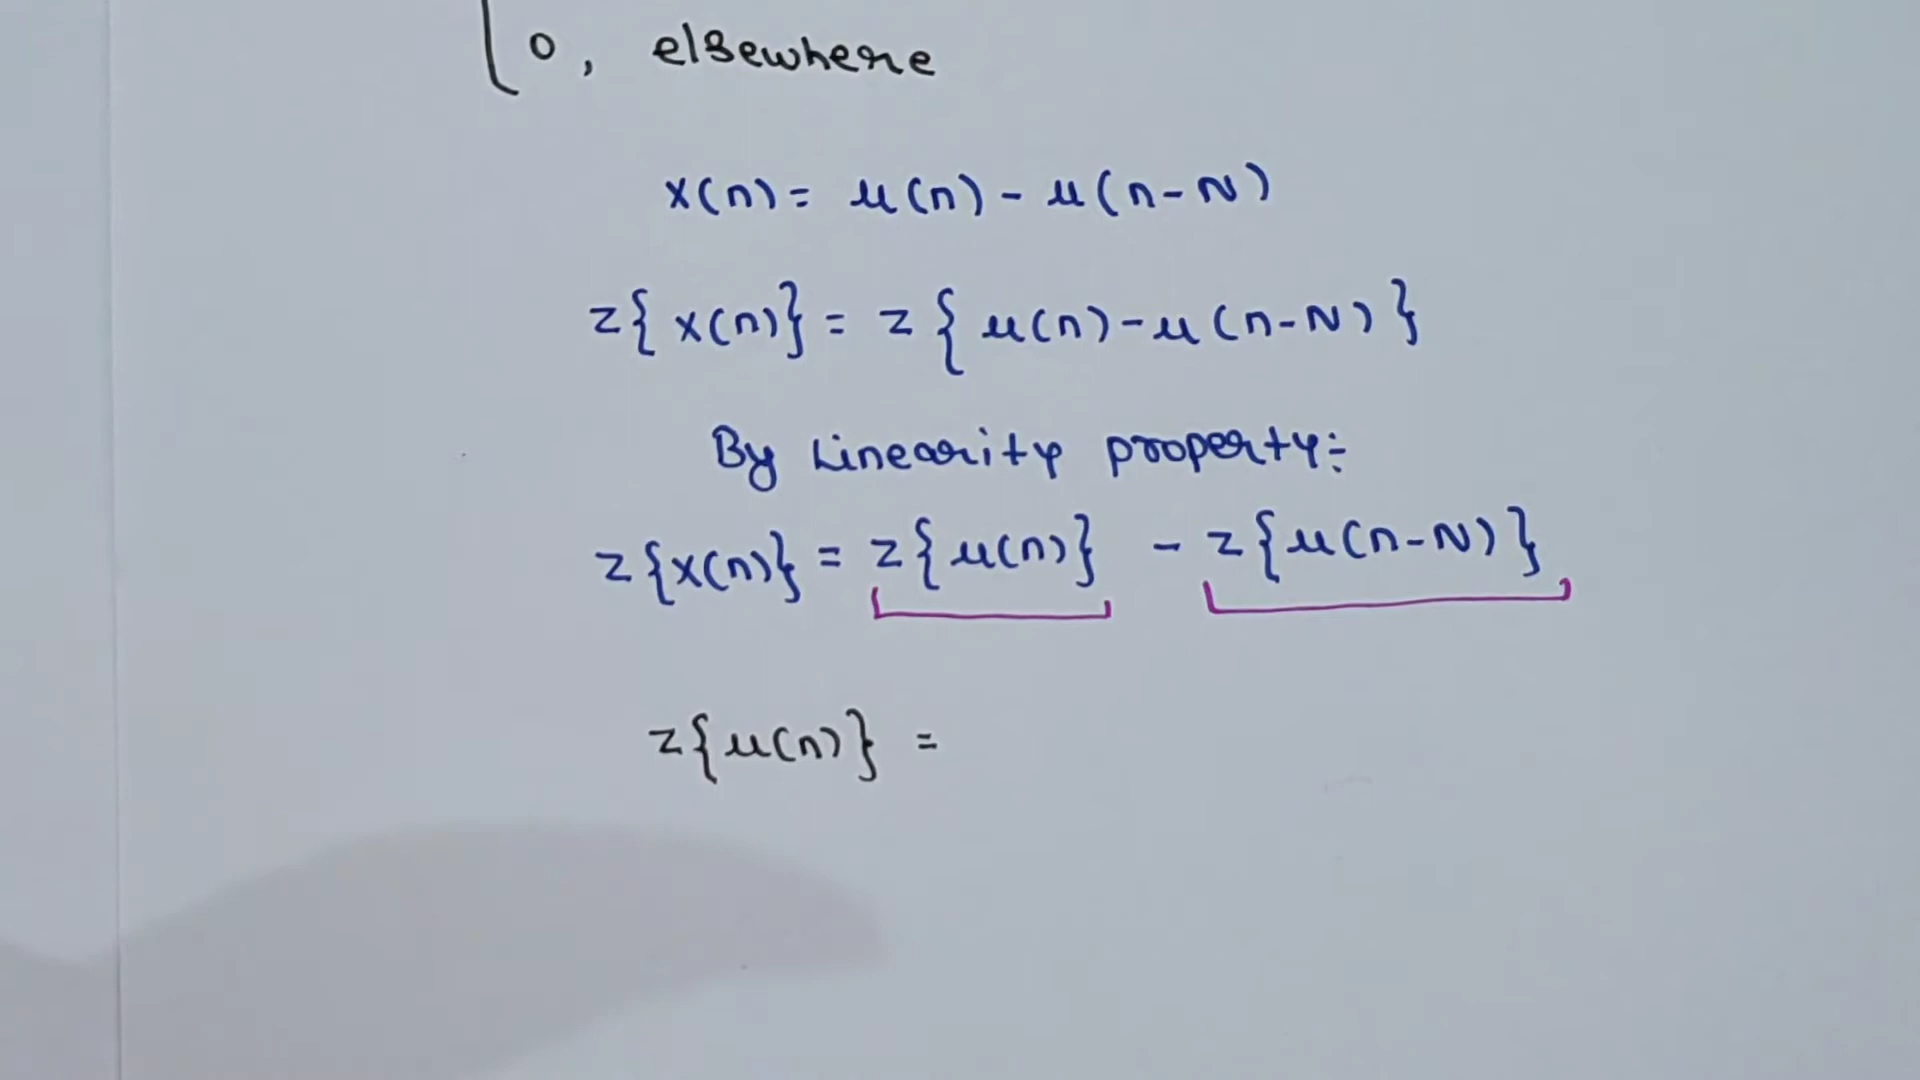 0, elsewhere
x(n) = u(n) - u(n-N)
z{x(n)} = z{u(n)-u(n-N)}
By Linearity property:
z{x(n)} = z{u(n)} - z{u(n-N)}
z{u(n)} =